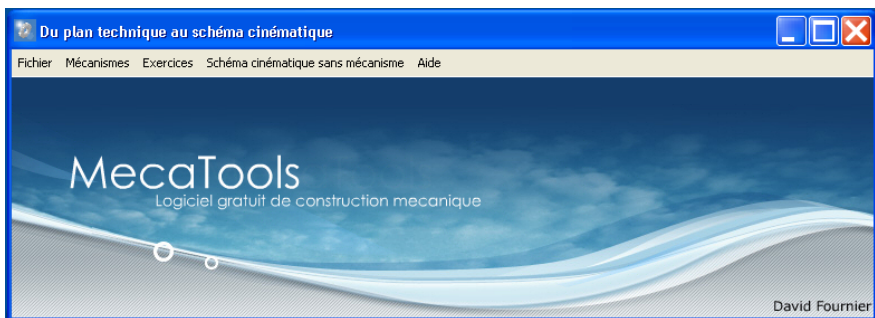 Du plan technique au schéma cinématique
Fichier Mécanismes Exercices Schéma cinématique sans mécanisme Aide
MecaTools
Logiciel gratuit de construction mecanique
David Fournier